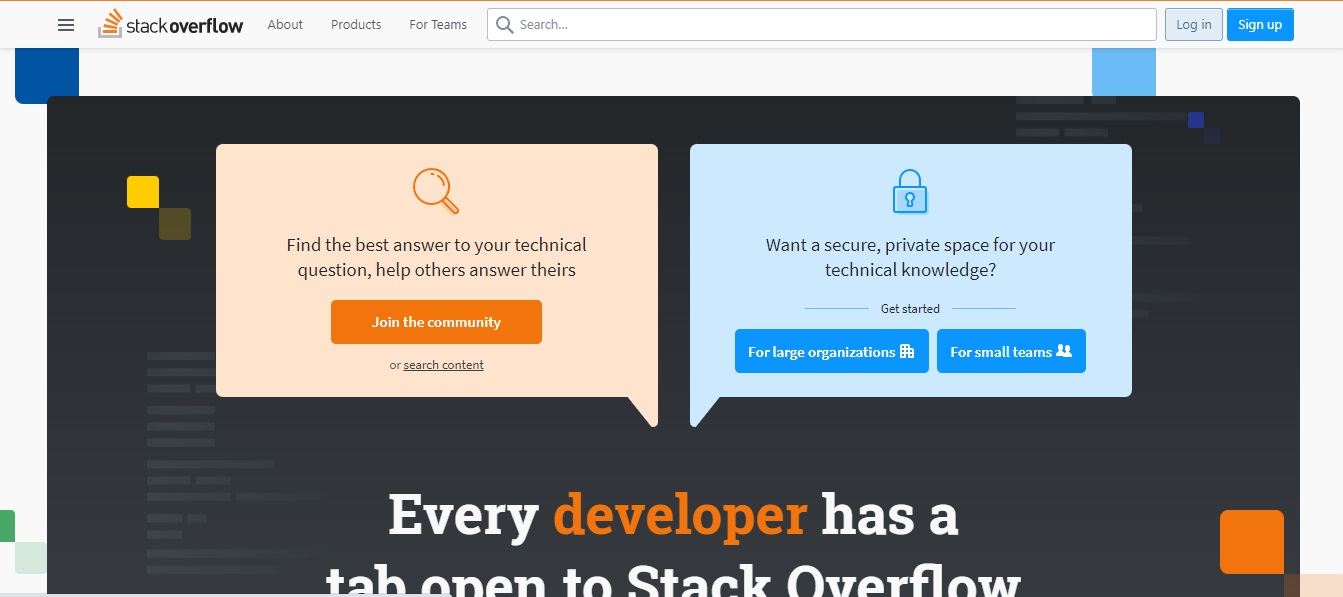 stackoverflow
About
Products
For Teams
Search...
Log in
Sign up
Find the best answer to your technical
question, help others answer theirs
Join the community
or search content
Want a secure, private space for your
technical knowledge?
Get started
For large organizations
For small teams
Every developer has a
tab open to Stack Overflow